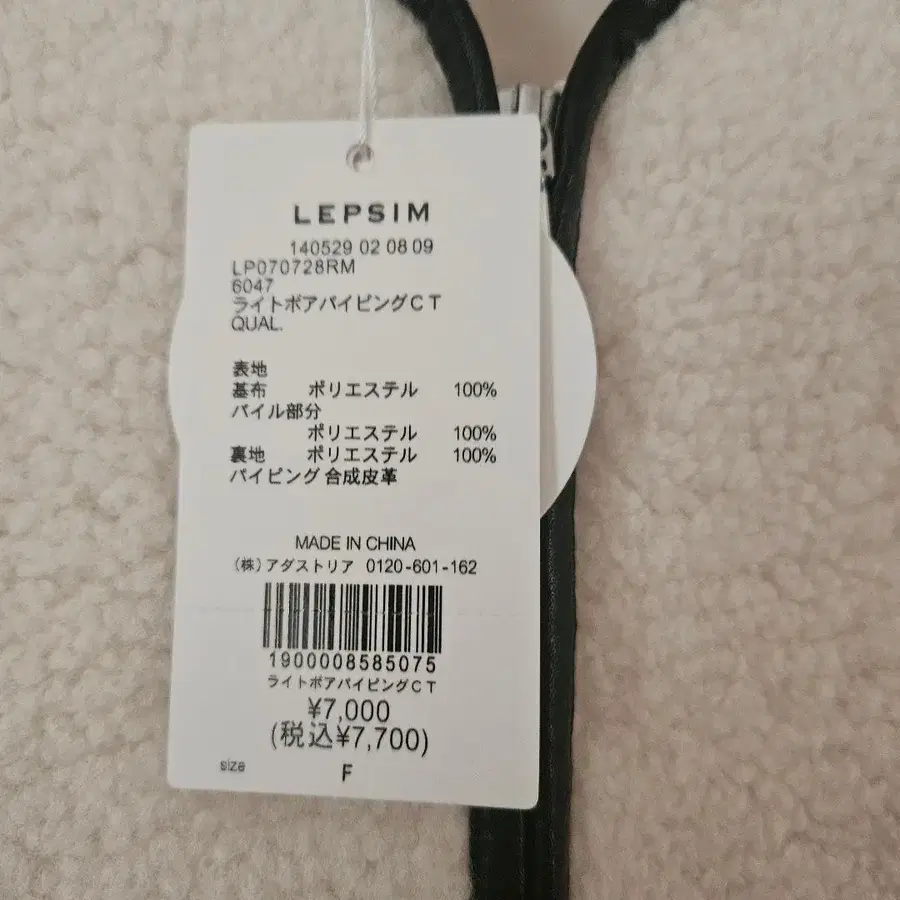 LEPSIM
140529 02 08 09
LP070728RM
6047
ライトボアパイピングCT
QUAL.
表地
基布 ポリエステル 100%
パイル部分
ポリエステル 100%
裏地 ポリエステル 100%
パイピング 合成皮革
MADE IN CHINA
(株)アダストリア 0120-601-162
1900008585075
ライトボアパイピングCT
¥7,000
(税込¥7,700)
size F